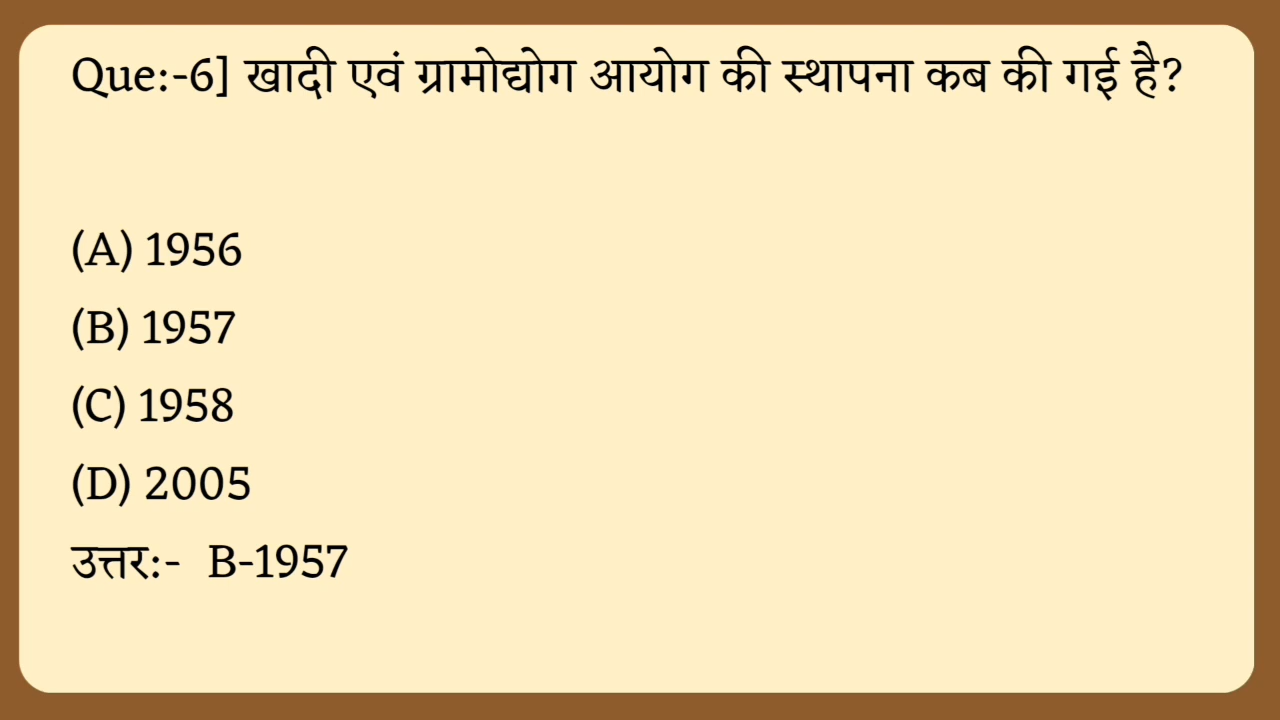 Que:-6] खादी एवं ग्रामोद्योग आयोग की स्थापना कब की गई है?
(A) 1956
(B) 1957
(C) 1958
(D) 2005
उत्तर:- B-1957